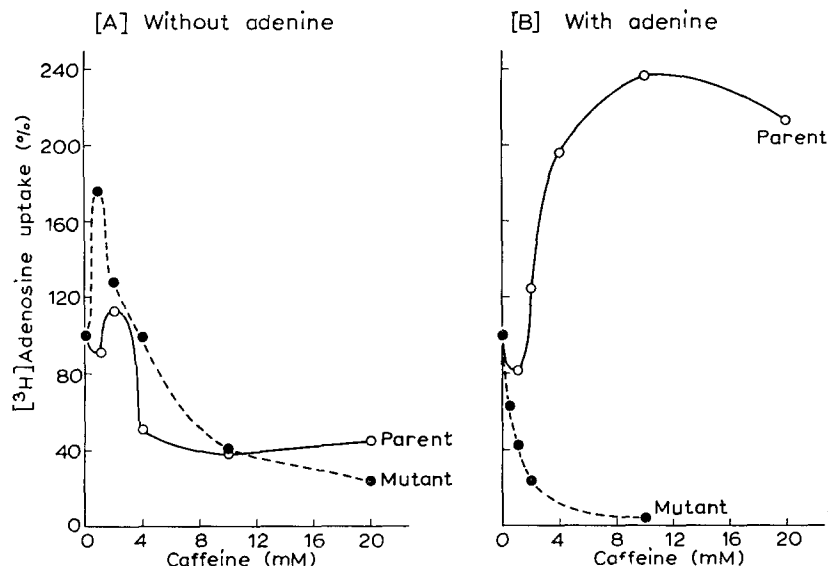 [A] Without adenine
[B] With adenine
[³H]Adenosine uptake (%)
240
200
160
120
80
40
0
Parent
Mutant
0 4 8 12 16 20
Caffeine (mM)
Parent
Mutant
0 4 8 12 16 20
Caffeine (mM)